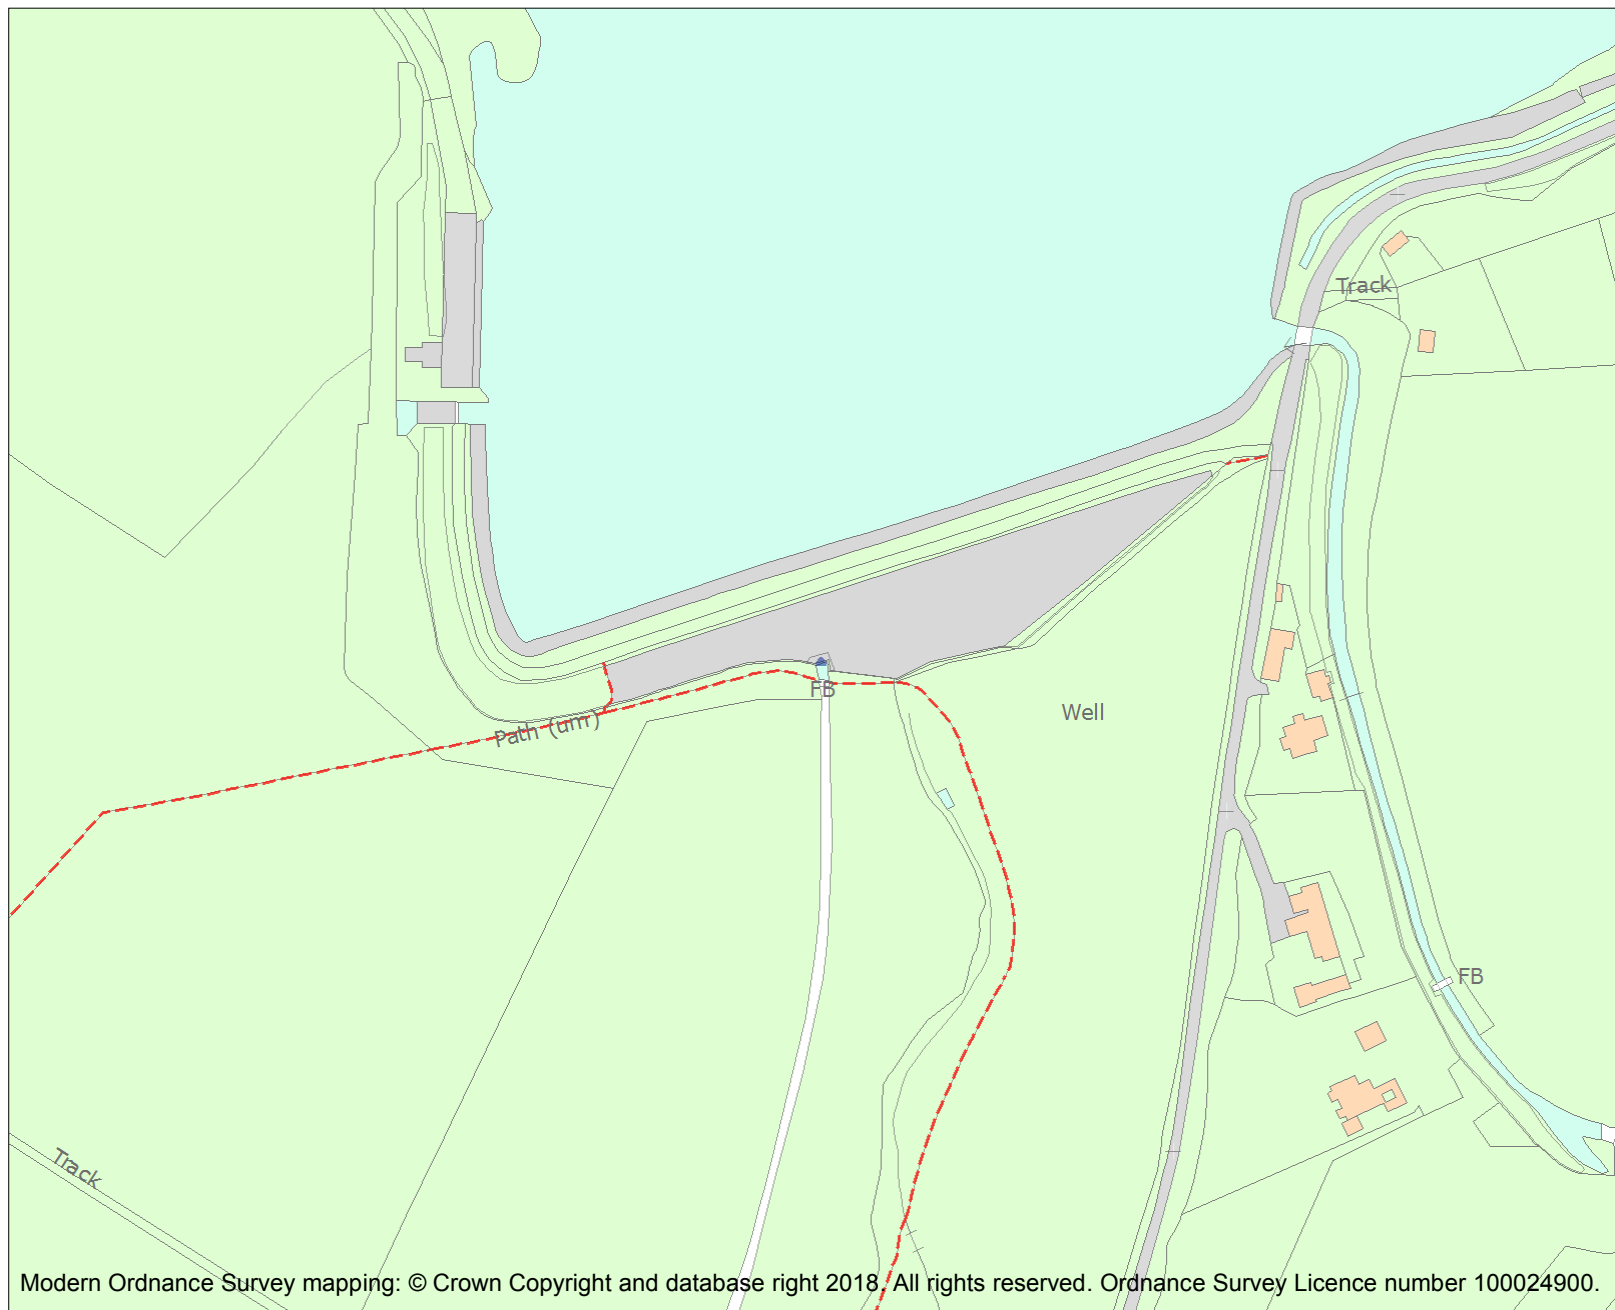 Track
FB
Well
Path (um)
FB
Track
Modern Ordnance Survey mapping: © Crown Copyright and database right 2018. All rights reserved. Ordnance Survey Licence number 100024900.